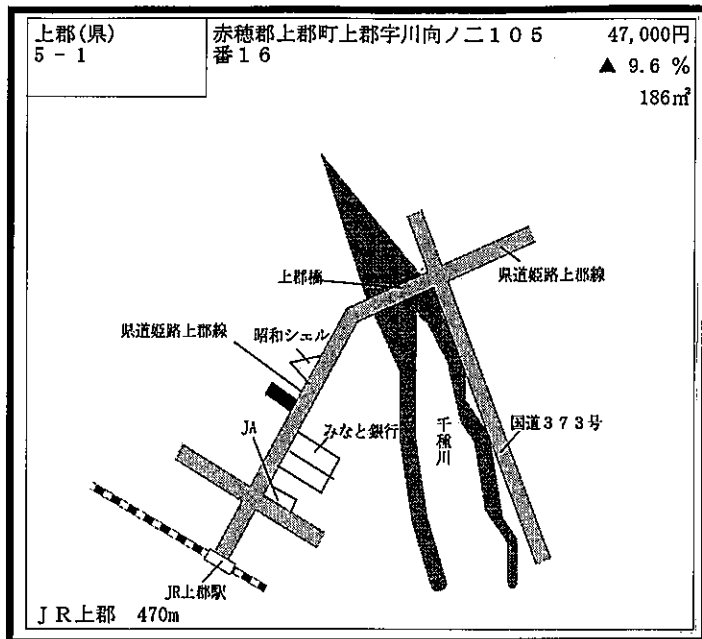 上郡(県)
5-1
赤穂郡上郡町上郡字川向ノ二105
番16
47,000円
▲ 9.6 %
186㎡
上郡橋
県道姫路上郡線
県道姫路上郡線
昭和シェル
JA
みなと銀行
千種川
国道373号
JR上郡駅
JR上郡 470m